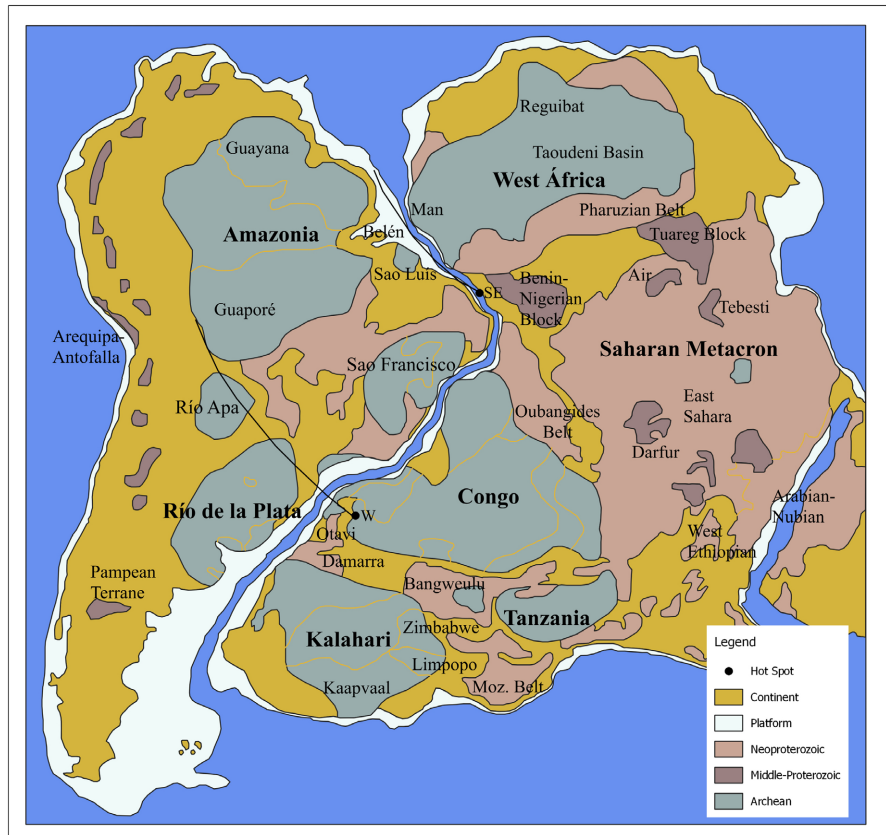 Reguibat
Guayana
Taoudeni Basin
West África
Man
Pharuzian Belt
Amazonia
Belén
Tuareg Block
Sao Luis
Benin-
Nigerian
Block
Air
SE
Tebesti
Guaporé
Arequipa-
Antofalla
Sao Francisco
Saharan Metacron
East
Sahara
Río Apa
Oubangides
Belt
Darfur
Río de la Plata
Congo
W
Arabian-
Nubian
Otavi
West
Ethiopian
Damarra
Pampean
Terrane
Bangweulu
Tanzania
Zimbabwe
Kalahari
Limpopo
Kaapvaal
Moz. Belt
Legend
Hot Spot
Continent
Platform
Neoproterozoic
Middle-Proterozoic
Archean